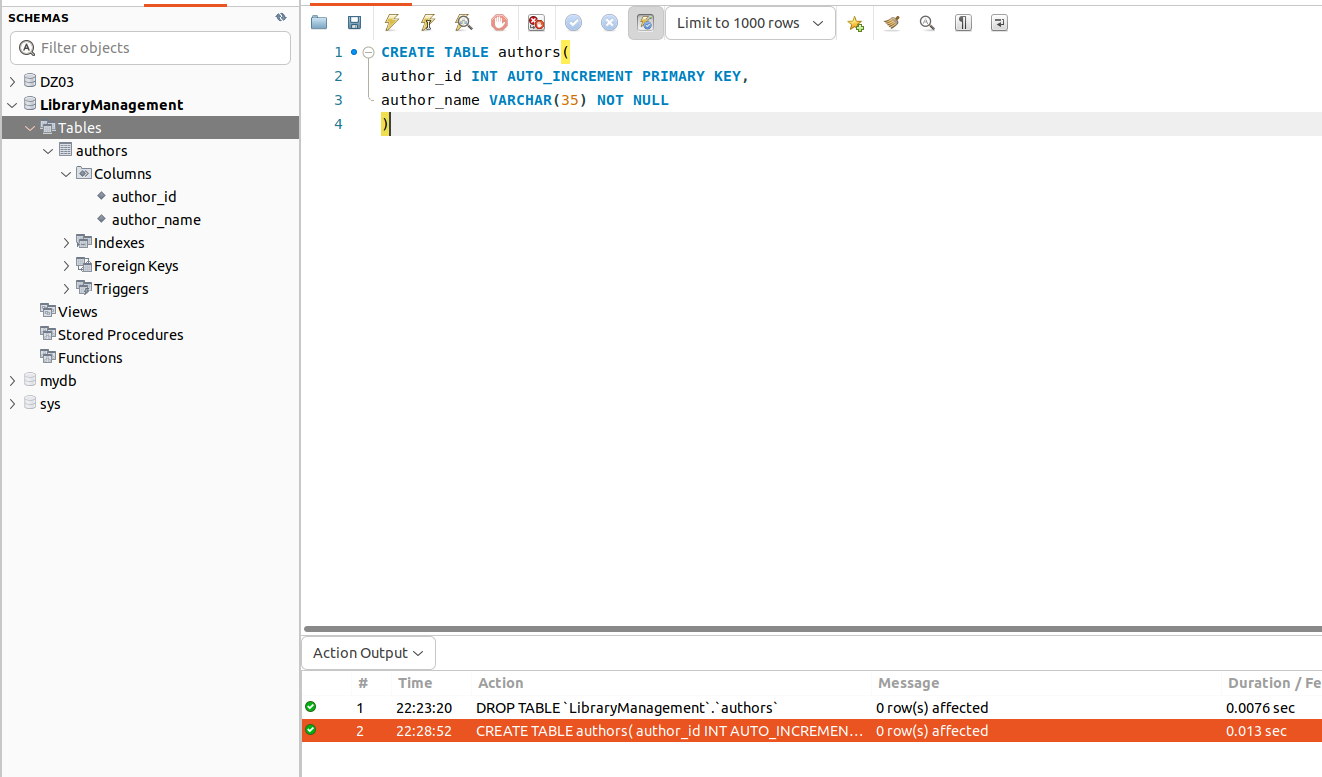 SCHEMAS
Filter objects
DZ03
LibraryManagement
Tables
authors
Columns
author_id
author_name
Indexes
Foreign Keys
Triggers
Views
Stored Procedures
Functions
mydb
sys
Limit to 1000 rows
1 CREATE TABLE authors(
2 author_id INT AUTO_INCREMENT PRIMARY KEY,
3 author_name VARCHAR(35) NOT NULL
4 )
Action Output
# Time Action Message Duration / Fe
1 22:23:20 DROP TABLE `LibraryManagement`.`authors` 0 row(s) affected 0.0076 sec
2 22:28:52 CREATE TABLE authors( author_id INT AUTO_INCREMEN... 0 row(s) affected 0.013 sec